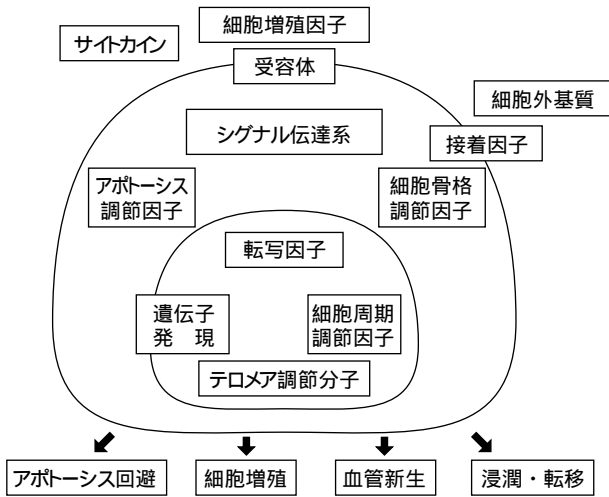 細胞増殖因子
サイトカイン
受容体
細胞外基質
シグナル伝達系
接着因子
アポトーシス
調節因子
細胞骨格
調節因子
転写因子
遺伝子
発　現
細胞周期
調節因子
テロメア調節分子
アポトーシス回避
細胞増殖
血管新生
浸潤・転移